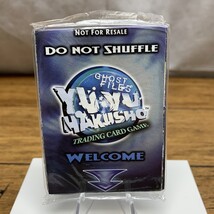 NOT FOR RESALE
DO NOT SHUFFLE
GHOST
FILES
YU YU
HAKUSHO
TRADING CARD GAME
WELCOME